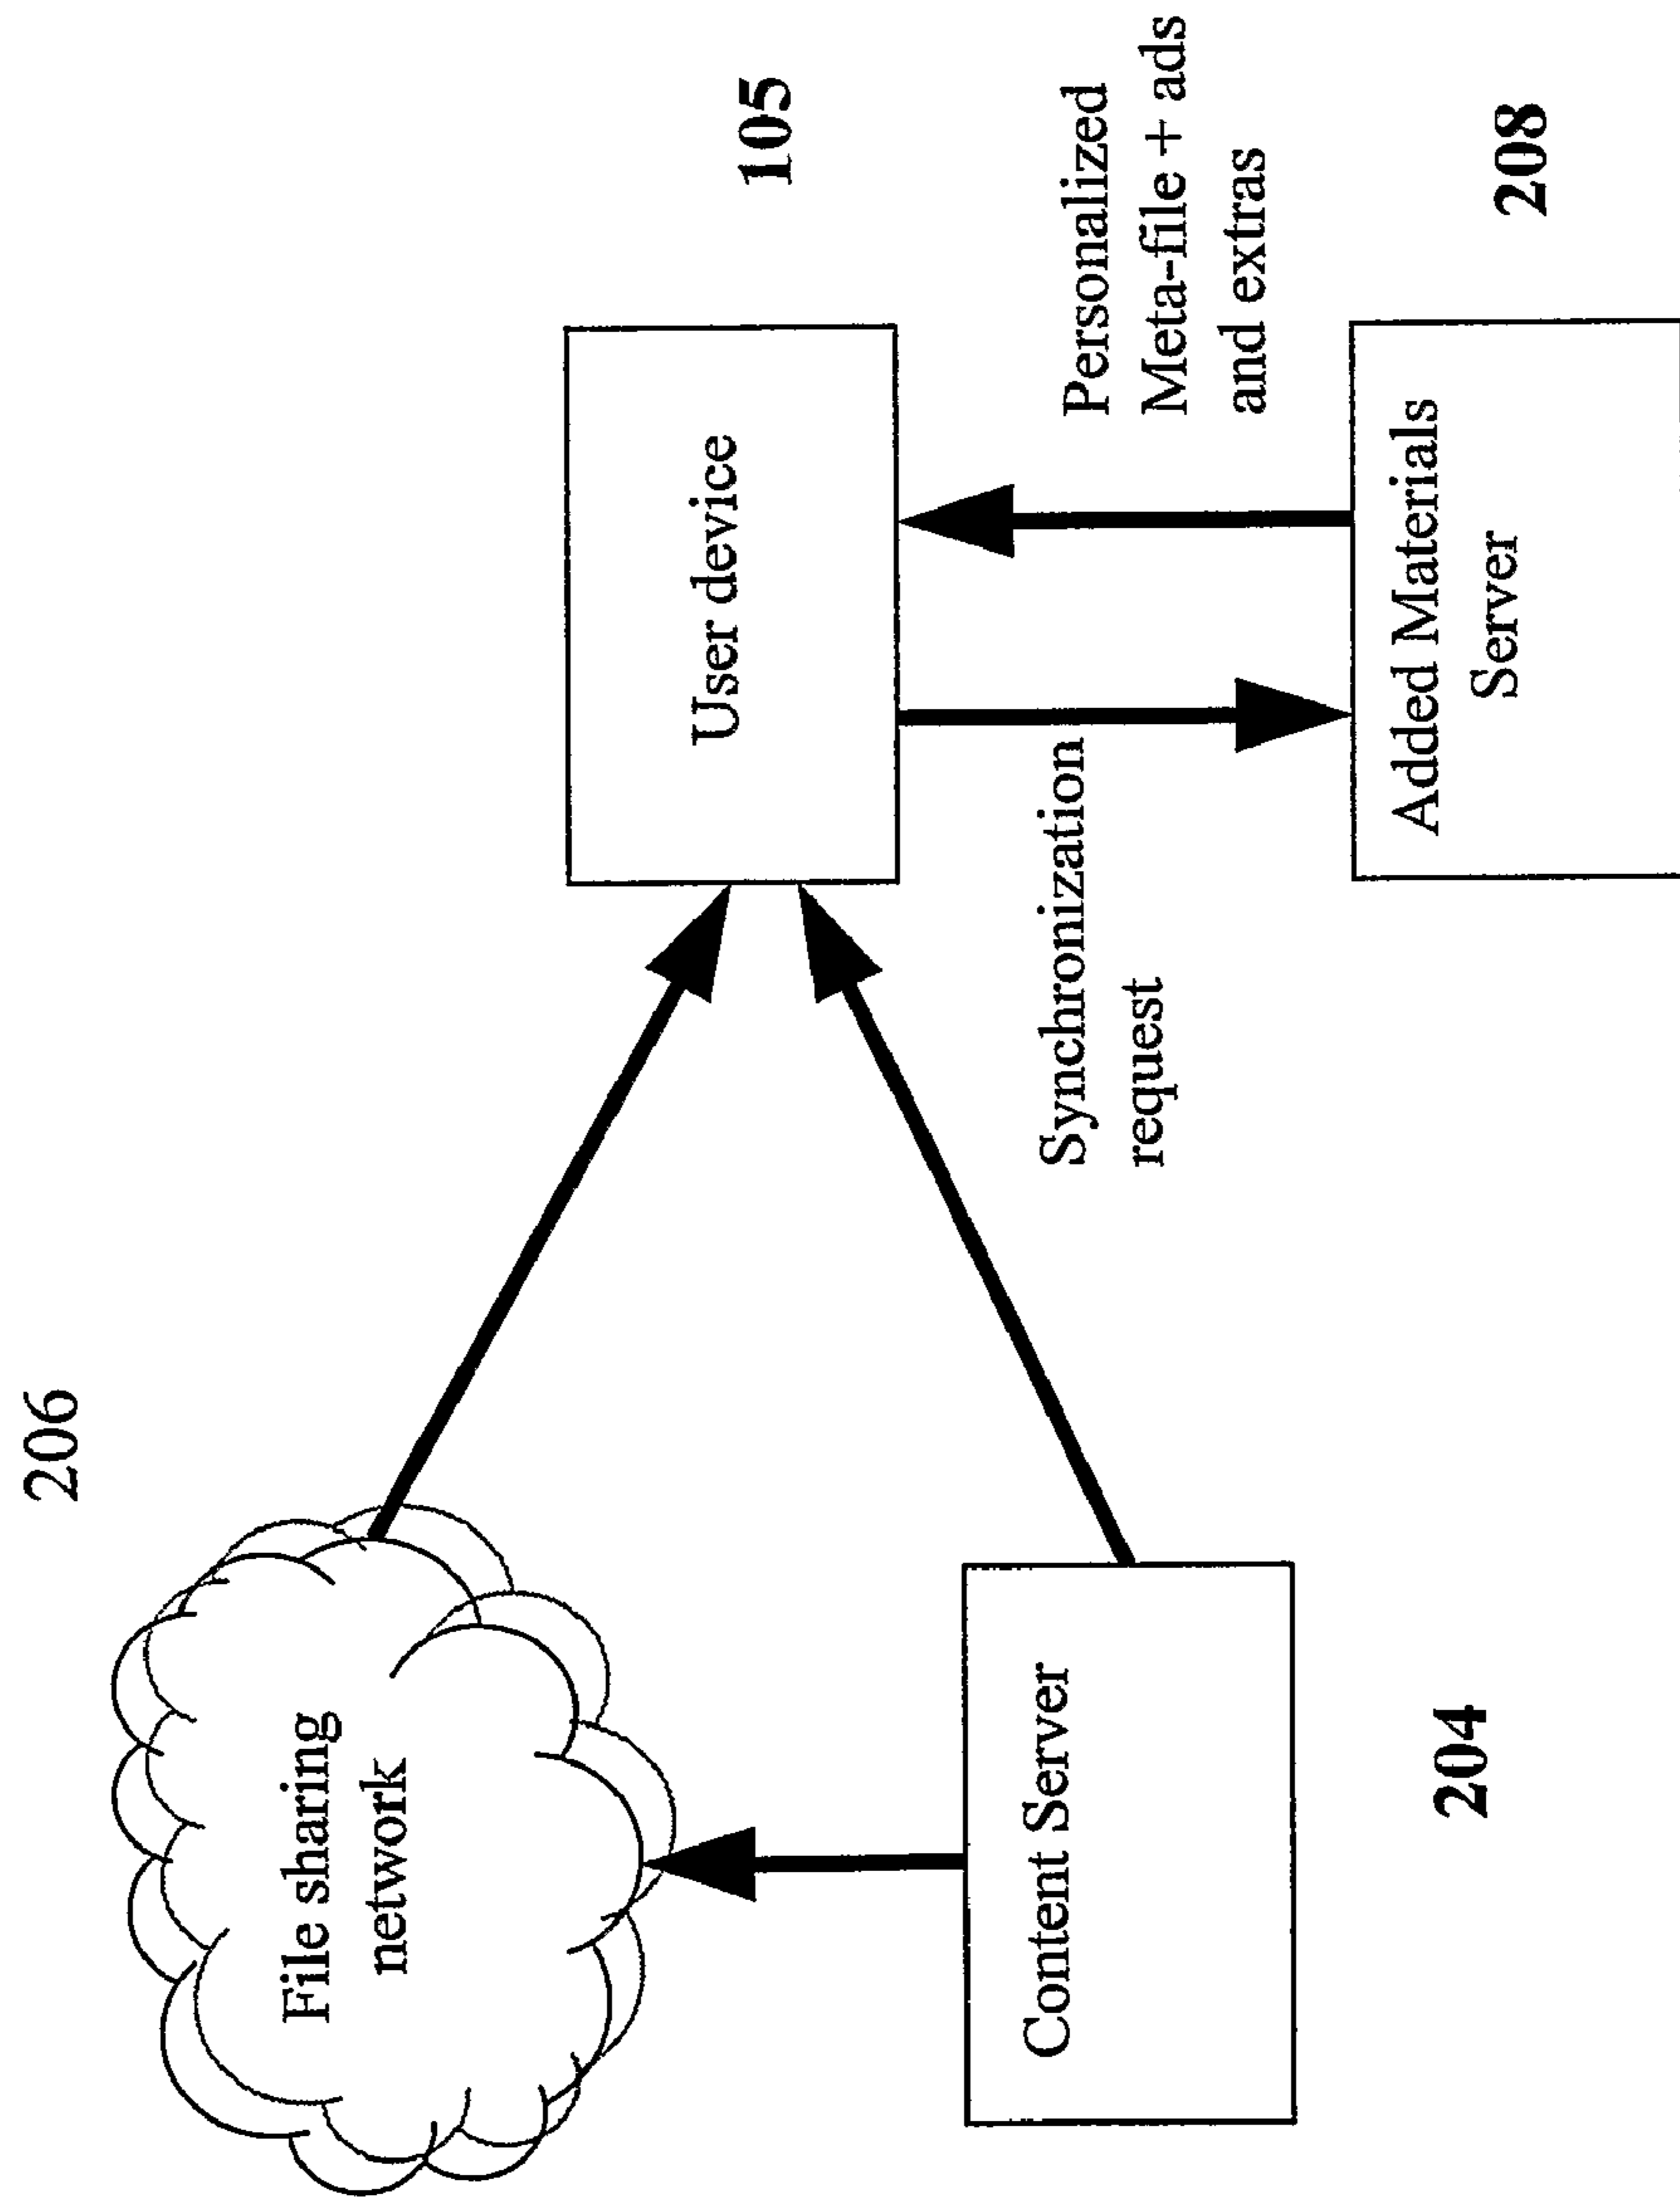 206
File sharing
network
User device
105
Synchronization
request
Personalized
Meta-file + ads
and extras
Content Server
204
Added Materials
Server
208